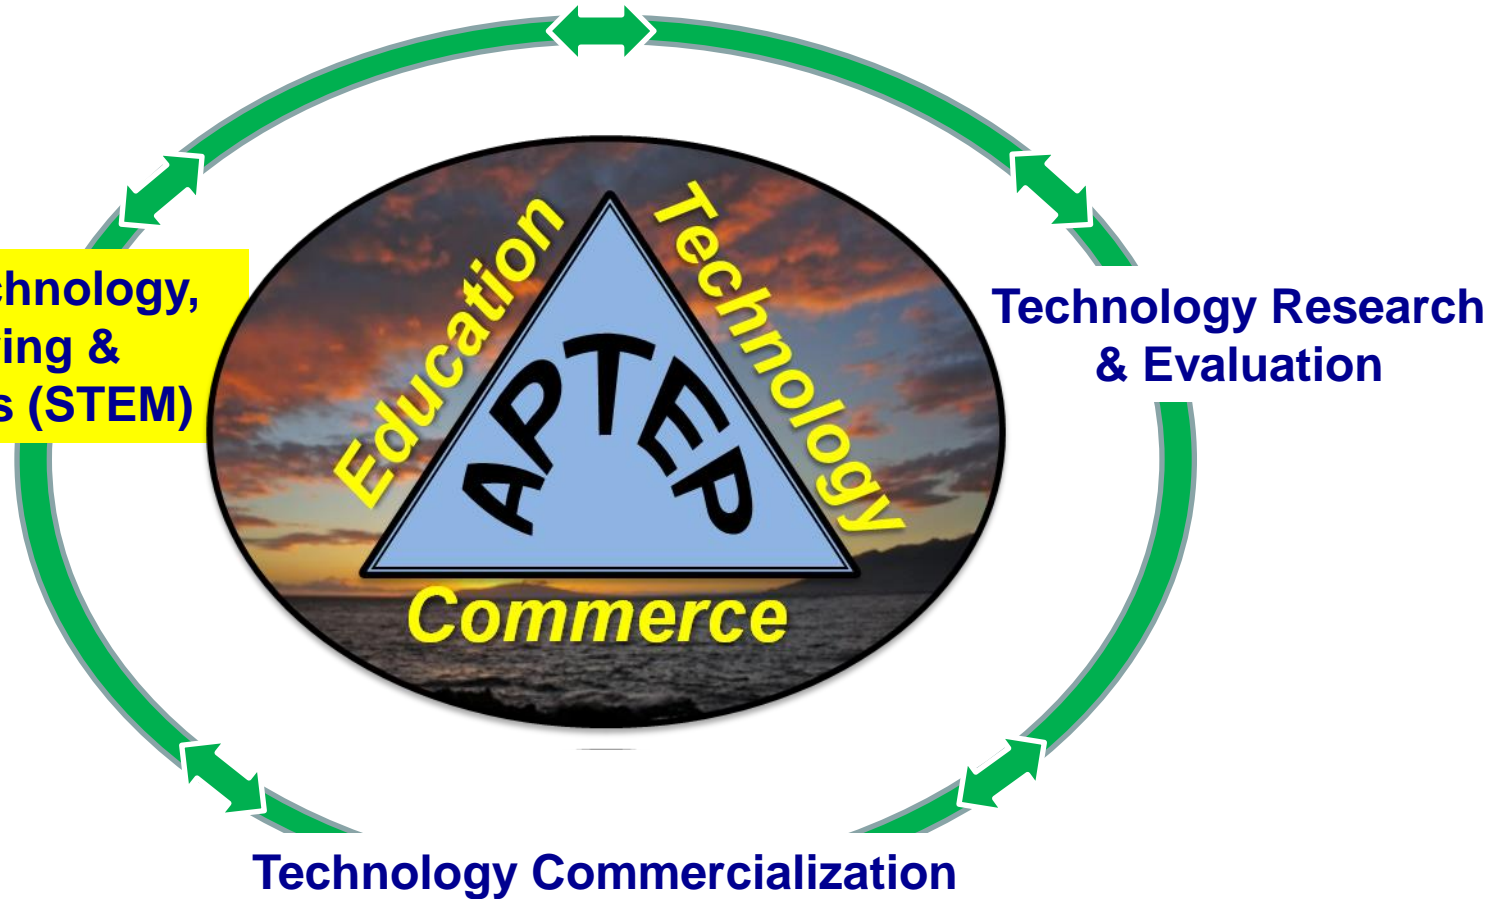 Education
Technology
APTEP
Commerce
chnology,
ing &
s (STEM)
Technology Research
& Evaluation
Technology Commercialization